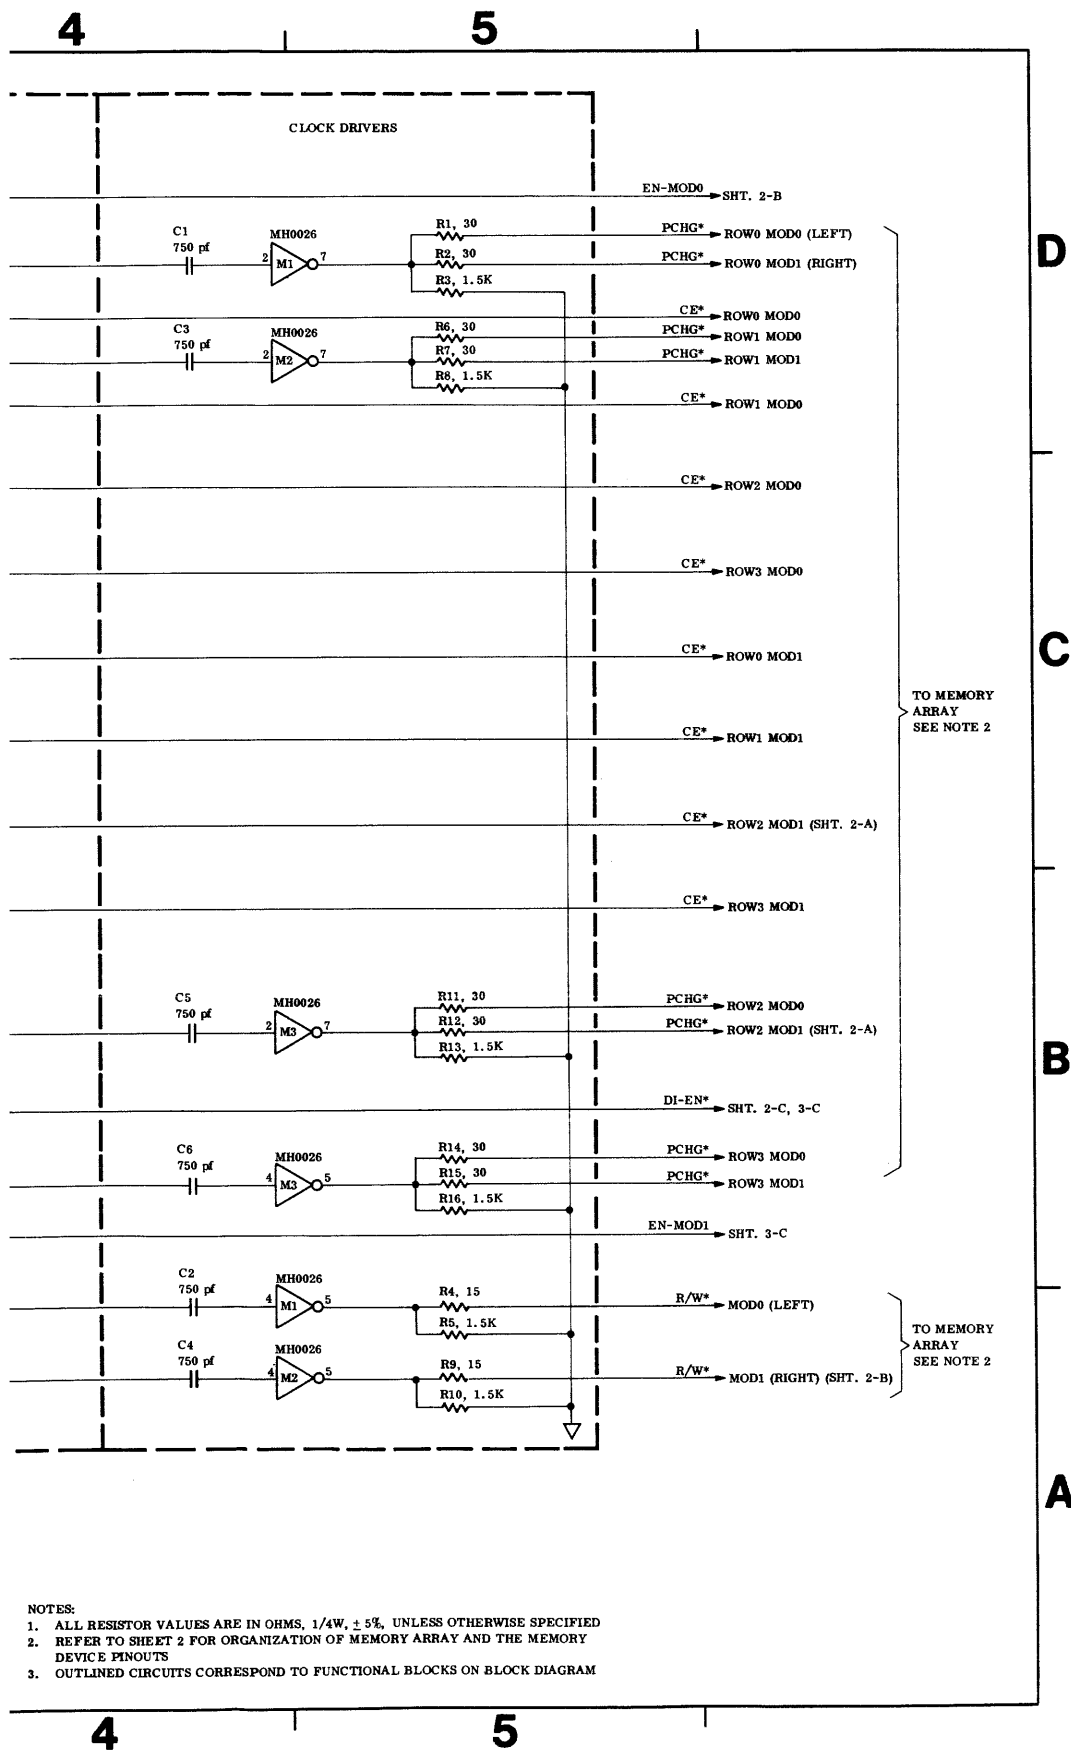 4 5
CLOCK DRIVERS
EN-MOD0 SHT. 2-B
C1
750 pf
MH0026
2 M1 7
R1, 30
PCHG* ROW0 MOD0 (LEFT)
R2, 30
PCHG* ROW0 MOD1 (RIGHT)
R3, 1.5K
D
CE* ROW0 MOD0
C3
750 pf
MH0026
2 M2 7
R6, 30
PCHG* ROW1 MOD0
R7, 30
PCHG* ROW1 MOD1
R8, 1.5K
CE* ROW1 MOD0
CE* ROW2 MOD0
CE* ROW3 MOD0
C
CE* ROW0 MOD1
TO MEMORY
ARRAY
SEE NOTE 2
CE* ROW1 MOD1
CE* ROW2 MOD1 (SHT. 2-A)
CE* ROW3 MOD1
C5
750 pf
MH0026
2 M3 7
R11, 30
PCHG* ROW2 MOD0
R12, 30
PCHG* ROW2 MOD1 (SHT. 2-A)
R13, 1.5K
B
DI-EN* SHT. 2-C, 3-C
C6
750 pf
MH0026
4 M3 5
R14, 30
PCHG* ROW3 MOD0
R15, 30
PCHG* ROW3 MOD1
R16, 1.5K
EN-MOD1 SHT. 3-C
C2
750 pf
MH0026
4 M1 5
R4, 15
R/W* MOD0 (LEFT)
R5, 1.5K
TO MEMORY
ARRAY
SEE NOTE 2
C4
750 pf
MH0026
4 M2 5
R9, 15
R/W* MOD1 (RIGHT) (SHT. 2-B)
R10, 1.5K
A
NOTES:
1. ALL RESISTOR VALUES ARE IN OHMS, 1/4W, ± 5%, UNLESS OTHERWISE SPECIFIED
2. REFER TO SHEET 2 FOR ORGANIZATION OF MEMORY ARRAY AND THE MEMORY
DEVICE PINOUTS
3. OUTLINED CIRCUITS CORRESPOND TO FUNCTIONAL BLOCKS ON BLOCK DIAGRAM
4 5